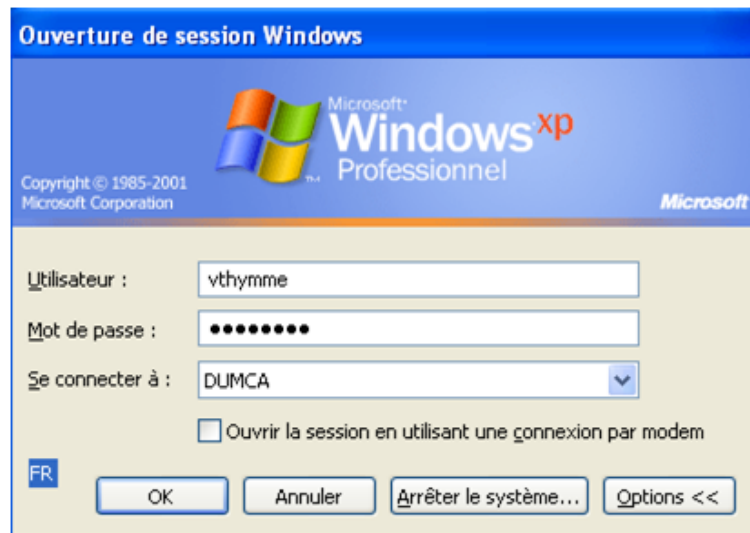 Ouverture de session Windows
Microsoft®
Windows xp
Professionnel
Copyright © 1985-2001
Microsoft Corporation
Microsoft
Utilisateur :
vthymme
Mot de passe :
●●●●●●●●
Se connecter à :
DUMCA
Ouvrir la session en utilisant une connexion par modem
FR
OK
Annuler
Arrêter le système...
Options <<